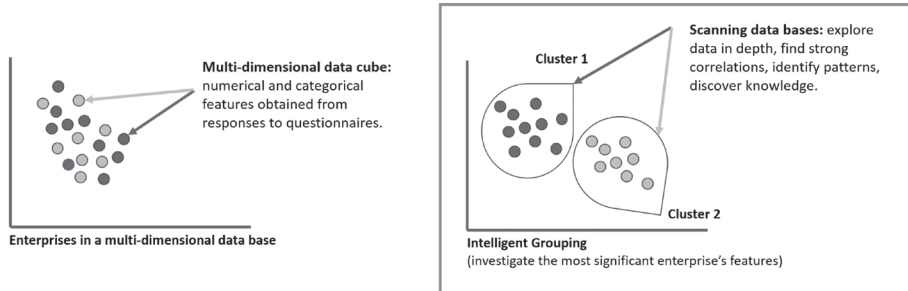 Multi-dimensional data cube:
numerical and categorical
features obtained from
responses to questionnaires.
Enterprises in a multi-dimensional data base
Scanning data bases: explore
data in depth, find strong
correlations, identify patterns,
discover knowledge.
Cluster 1
Cluster 2
Intelligent Grouping
(investigate the most significant enterprise's features)